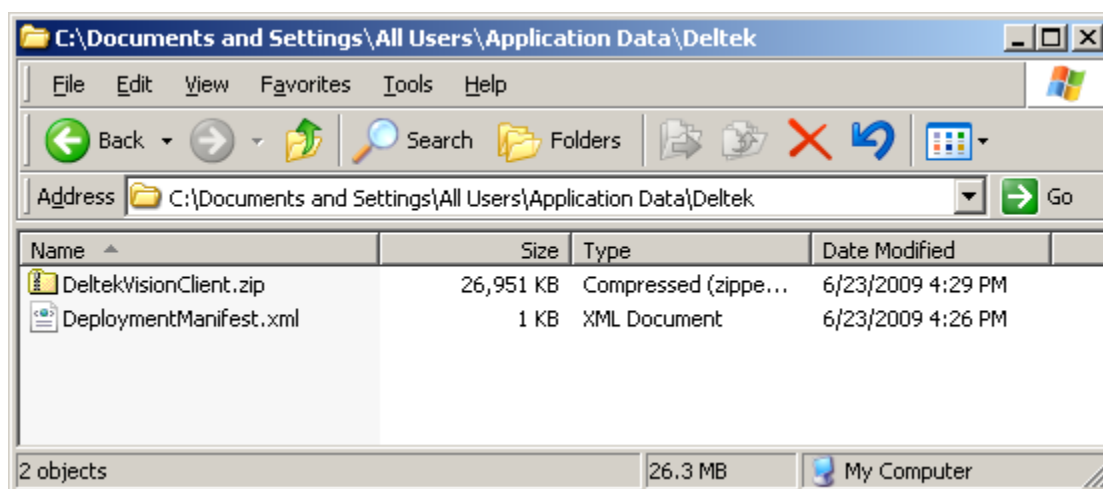 C:\Documents and Settings\All Users\Application Data\Deltek
File Edit View Favorites Tools Help
Back Search Folders
Address C:\Documents and Settings\All Users\Application Data\Deltek Go
Name Size Type Date Modified
DeltekVisionClient.zip 26,951 KB Compressed (zippe... 6/23/2009 4:29 PM
DeploymentManifest.xml 1 KB XML Document 6/23/2009 4:26 PM
2 objects 26.3 MB My Computer